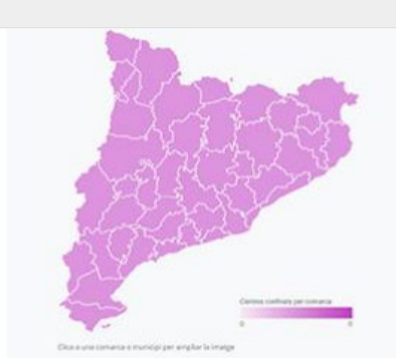 Centres confinats per comarca
0 0
Clica a una comarca o municipi per ampliar la imatge